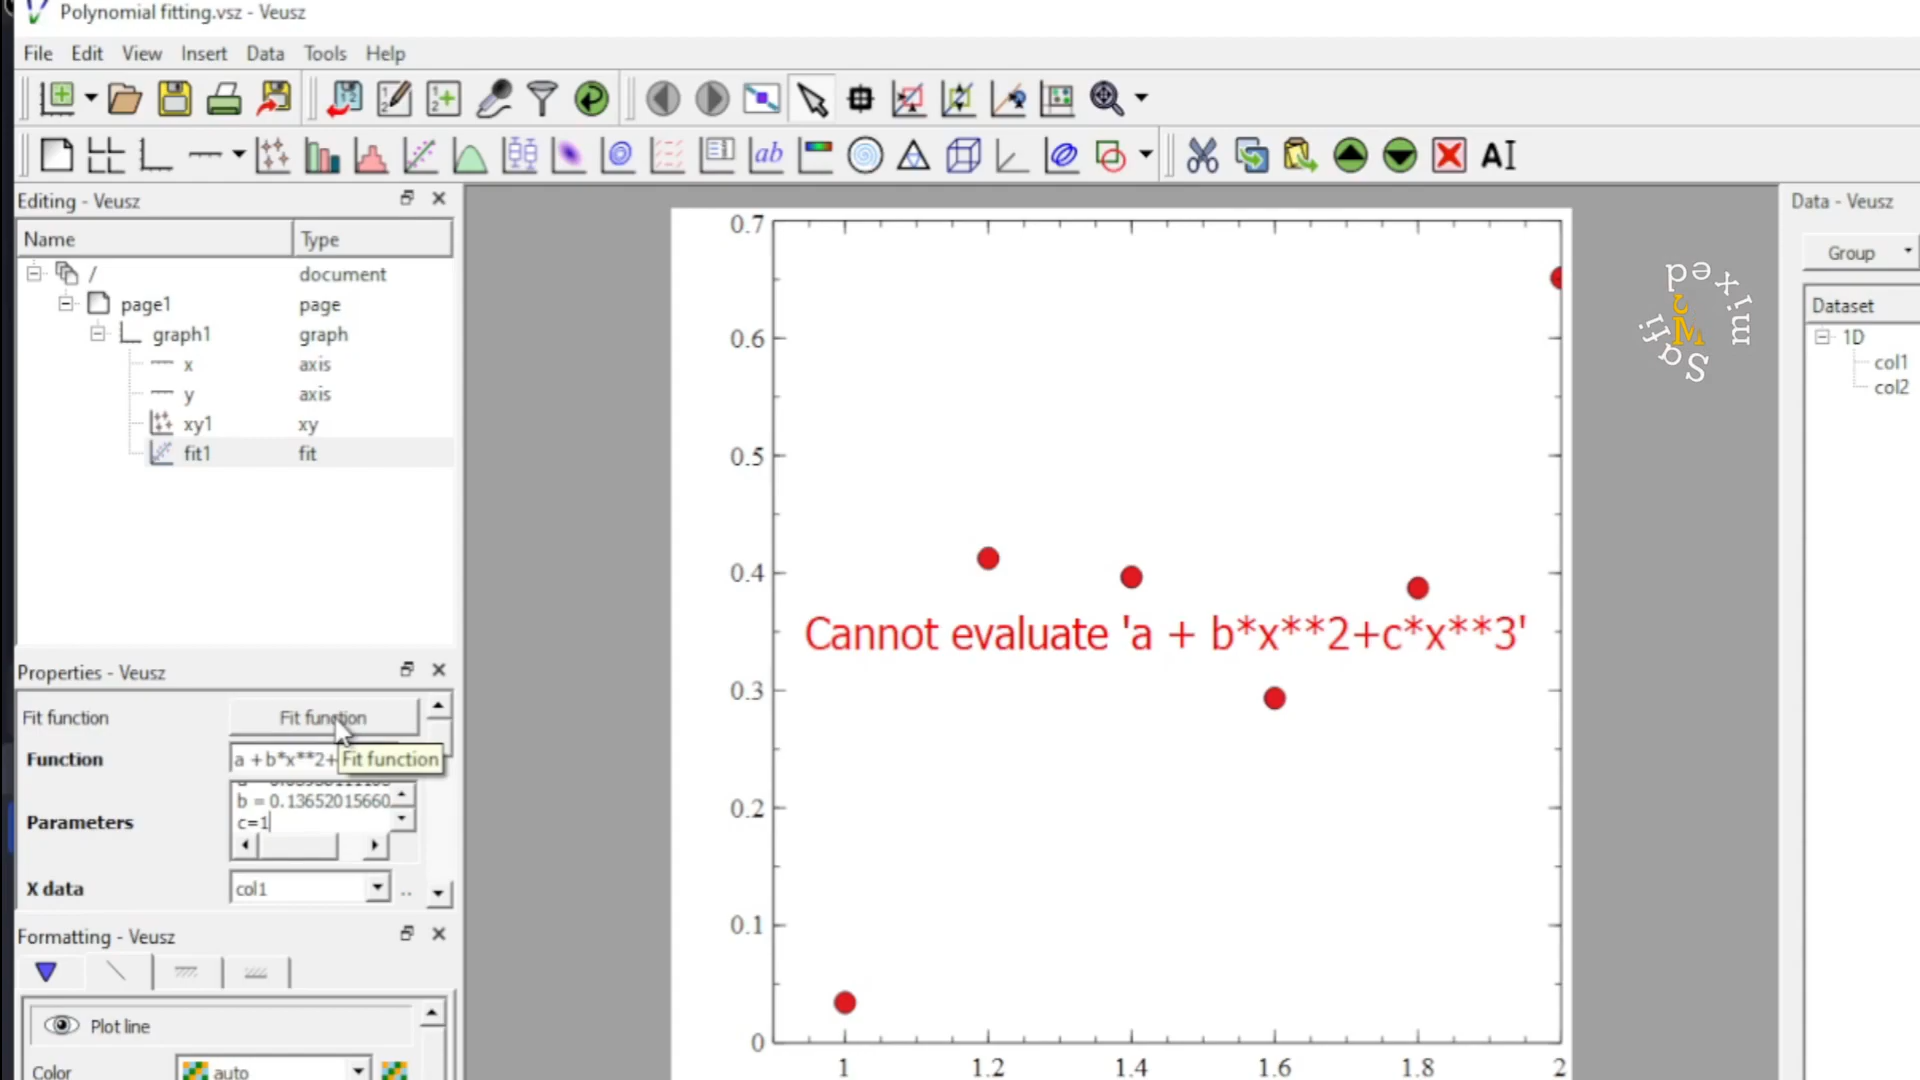 Polynomial fitting.vsz - Veusz
File Edit View Insert Data Tools Help
ab
AI
Editing - Veusz
Name Type
/ document
page1 page
graph1 graph
x axis
y axis
xy1 xy
fit1 fit
Properties - Veusz
Fit function Fit function
Function a +b*x**2+
Fit function
Parameters
b = 0.13652015660
c=1
X data col1 ..
Formatting - Veusz
Plot line
Color auto
0.7
0.6
0.5
0.4
Cannot evaluate 'a + b*x**2+c*x**3'
0.3
0.2
0.1
0
1 1.2 1.4 1.6 1.8 2
Safi mixed
M
Data - Veusz
Group
Dataset
1D
col1
col2